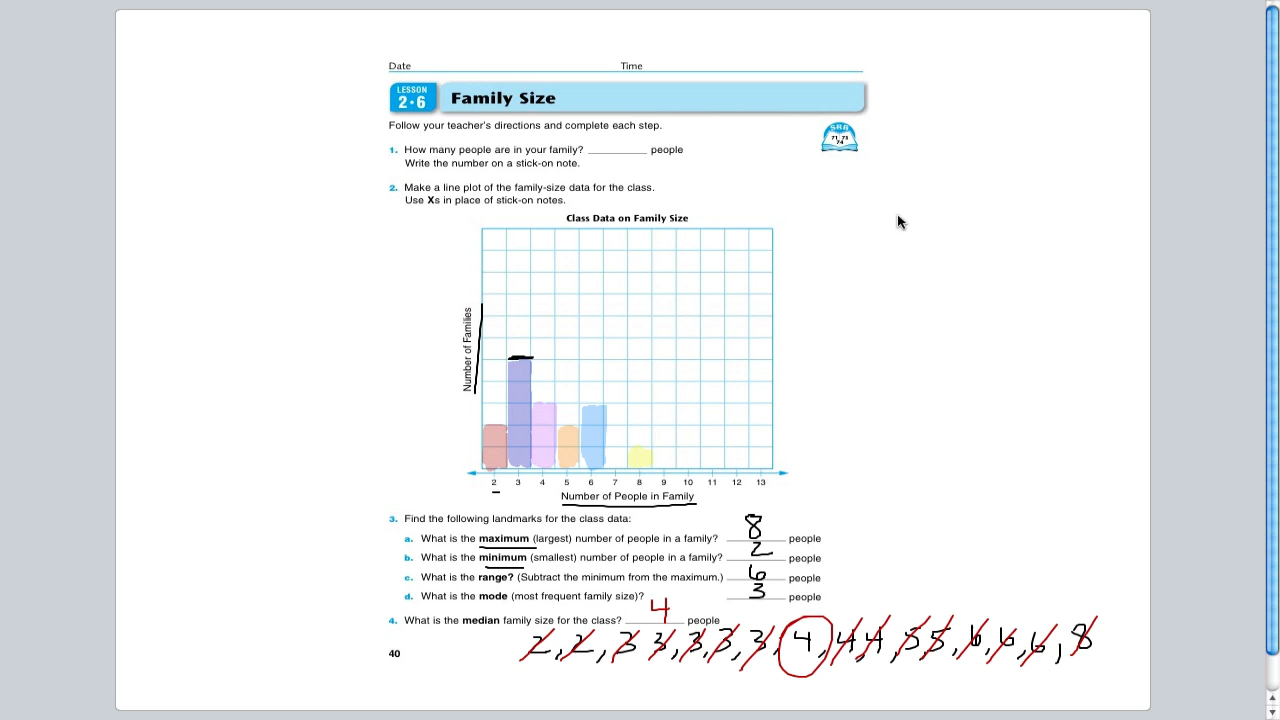 Date Time
LESSON
2•6 Family Size
Follow your teacher's directions and complete each step.
SRB
71 73
74
1. How many people are in your family? __________ people
Write the number on a stick-on note.
2. Make a line plot of the family-size data for the class.
Use Xs in place of stick-on notes.
Class Data on Family Size
Number of Families
2 3 4 5 6 7 8 9 10 11 12 13
Number of People in Family
3. Find the following landmarks for the class data:
a. What is the maximum (largest) number of people in a family? 8 people
b. What is the minimum (smallest) number of people in a family? 2 people
c. What is the range? (Subtract the minimum from the maximum.) 6 people
d. What is the mode (most frequent family size)? 3 people
4. What is the median family size for the class? 4 people
2, 2, 3 3, 3, 3, 3, 4, 4, 4, 5, 5, 6, 6, 6, 8
40